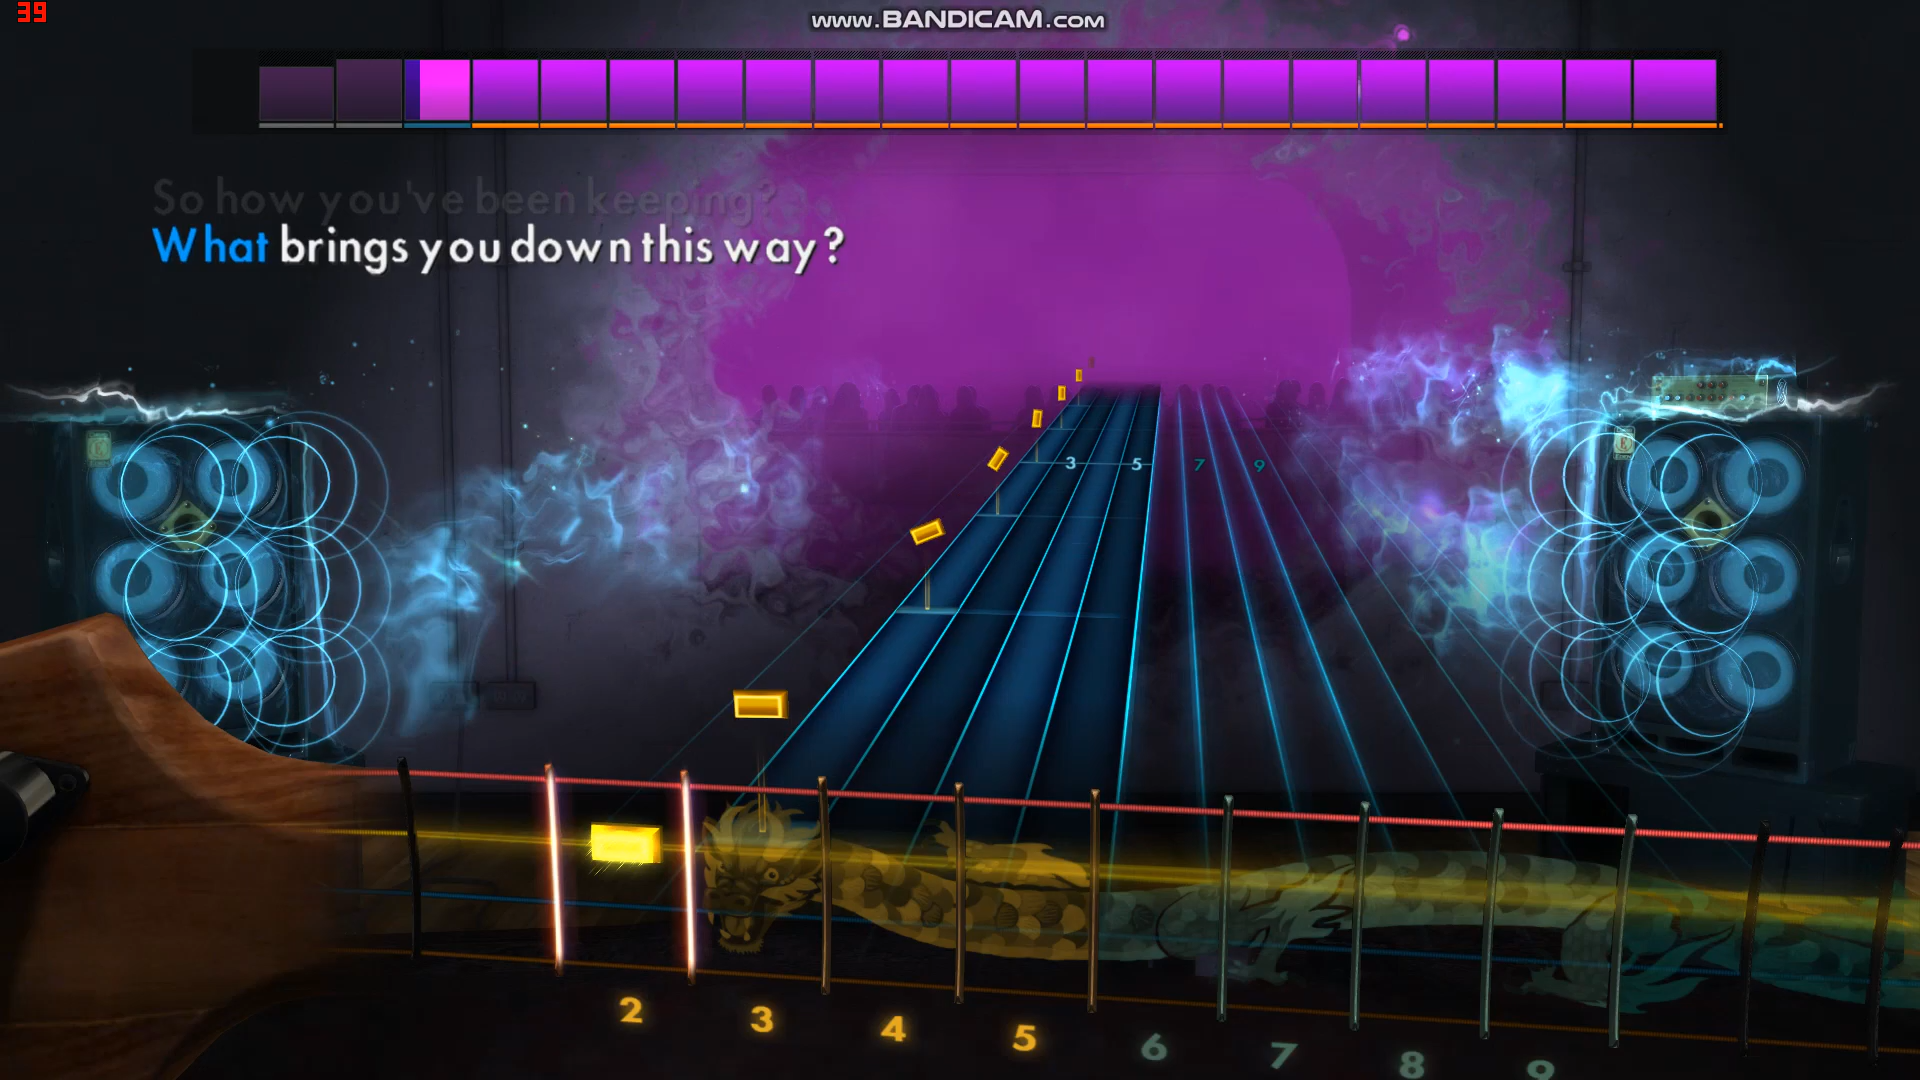 39
www.BANDICAM.com
So how you've been keeping?
What brings you down this way?
3 5 7 9
2 3 4 5 6 7 8 9